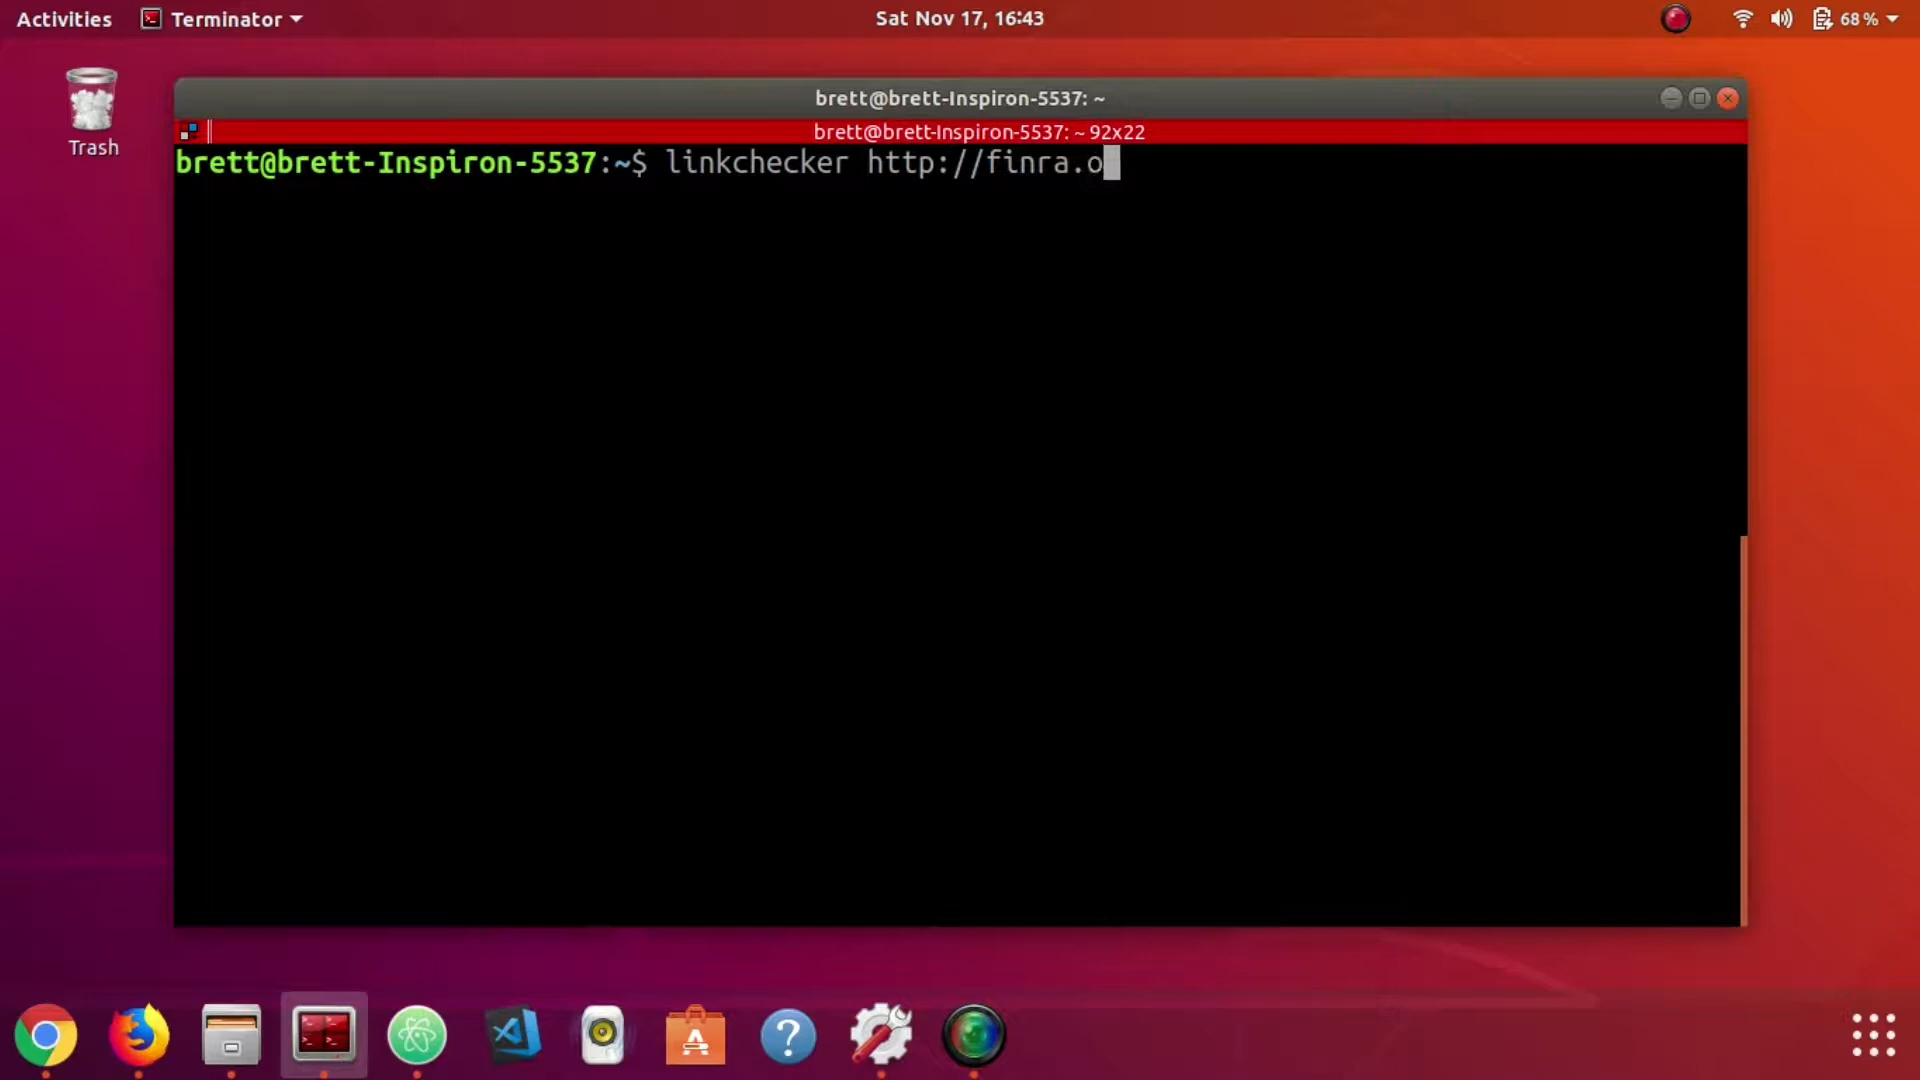 Activities
Terminator
Sat Nov 17, 16:43
68 %
Trash
brett@brett-Inspiron-5537: ~
brett@brett-Inspiron-5537: ~ 92x22
brett@brett-Inspiron-5537:~$ linkchecker http://finra.o